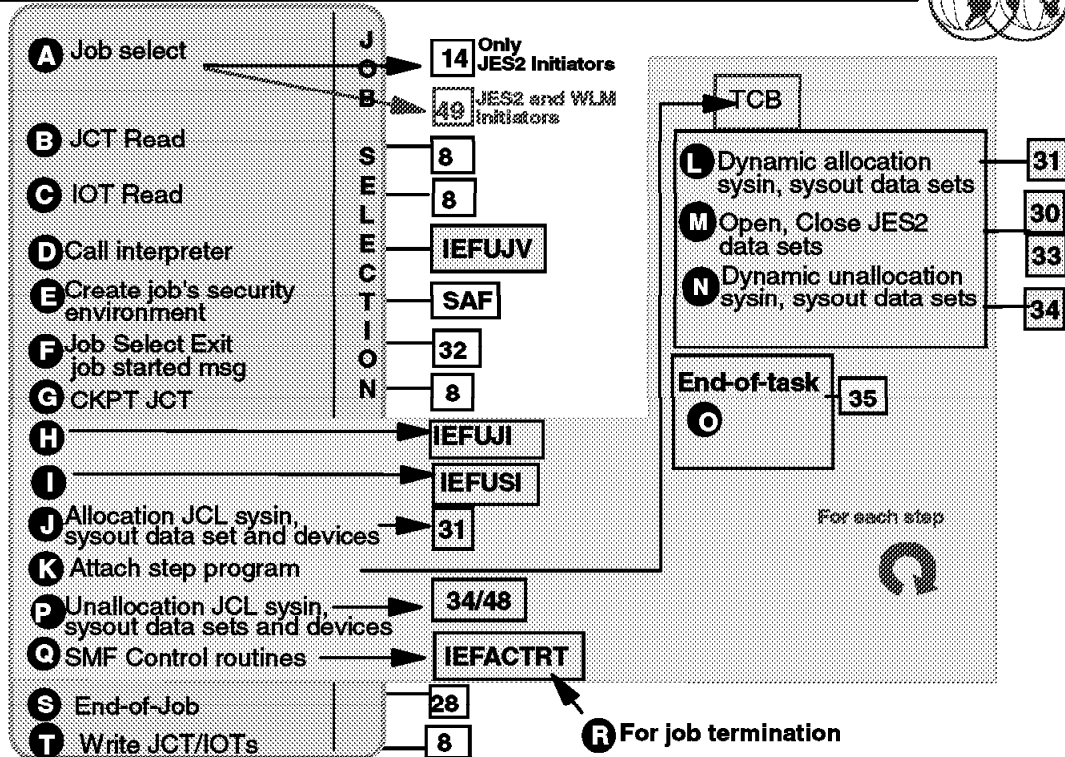 A Job select
JOB SELECTION
14 Only
JES2 Initiators
49 JES2 and WLM
Initiators
B JCT Read
8
C IOT Read
8
D Call interpreter
IEFUJV
E Create job's security
environment
SAF
F Job Select Exit
job started msg
32
G CKPT JCT
8
H
IEFUJI
I
IEFUSI
J Allocation JCL sysin,
sysout data set and devices
31
K Attach step program
TCB
L Dynamic allocation
sysin, sysout data sets
31
M Open, Close JES2
data sets
30
33
N Dynamic unallocation
sysin, sysout data sets
34
End-of-task
O
35
For each step
P Unallocation JCL sysin,
sysout data sets and devices
34/48
Q SMF Control routines
IEFACTRT
R For job termination
S End-of-Job
28
T Write JCT/IOTs
8